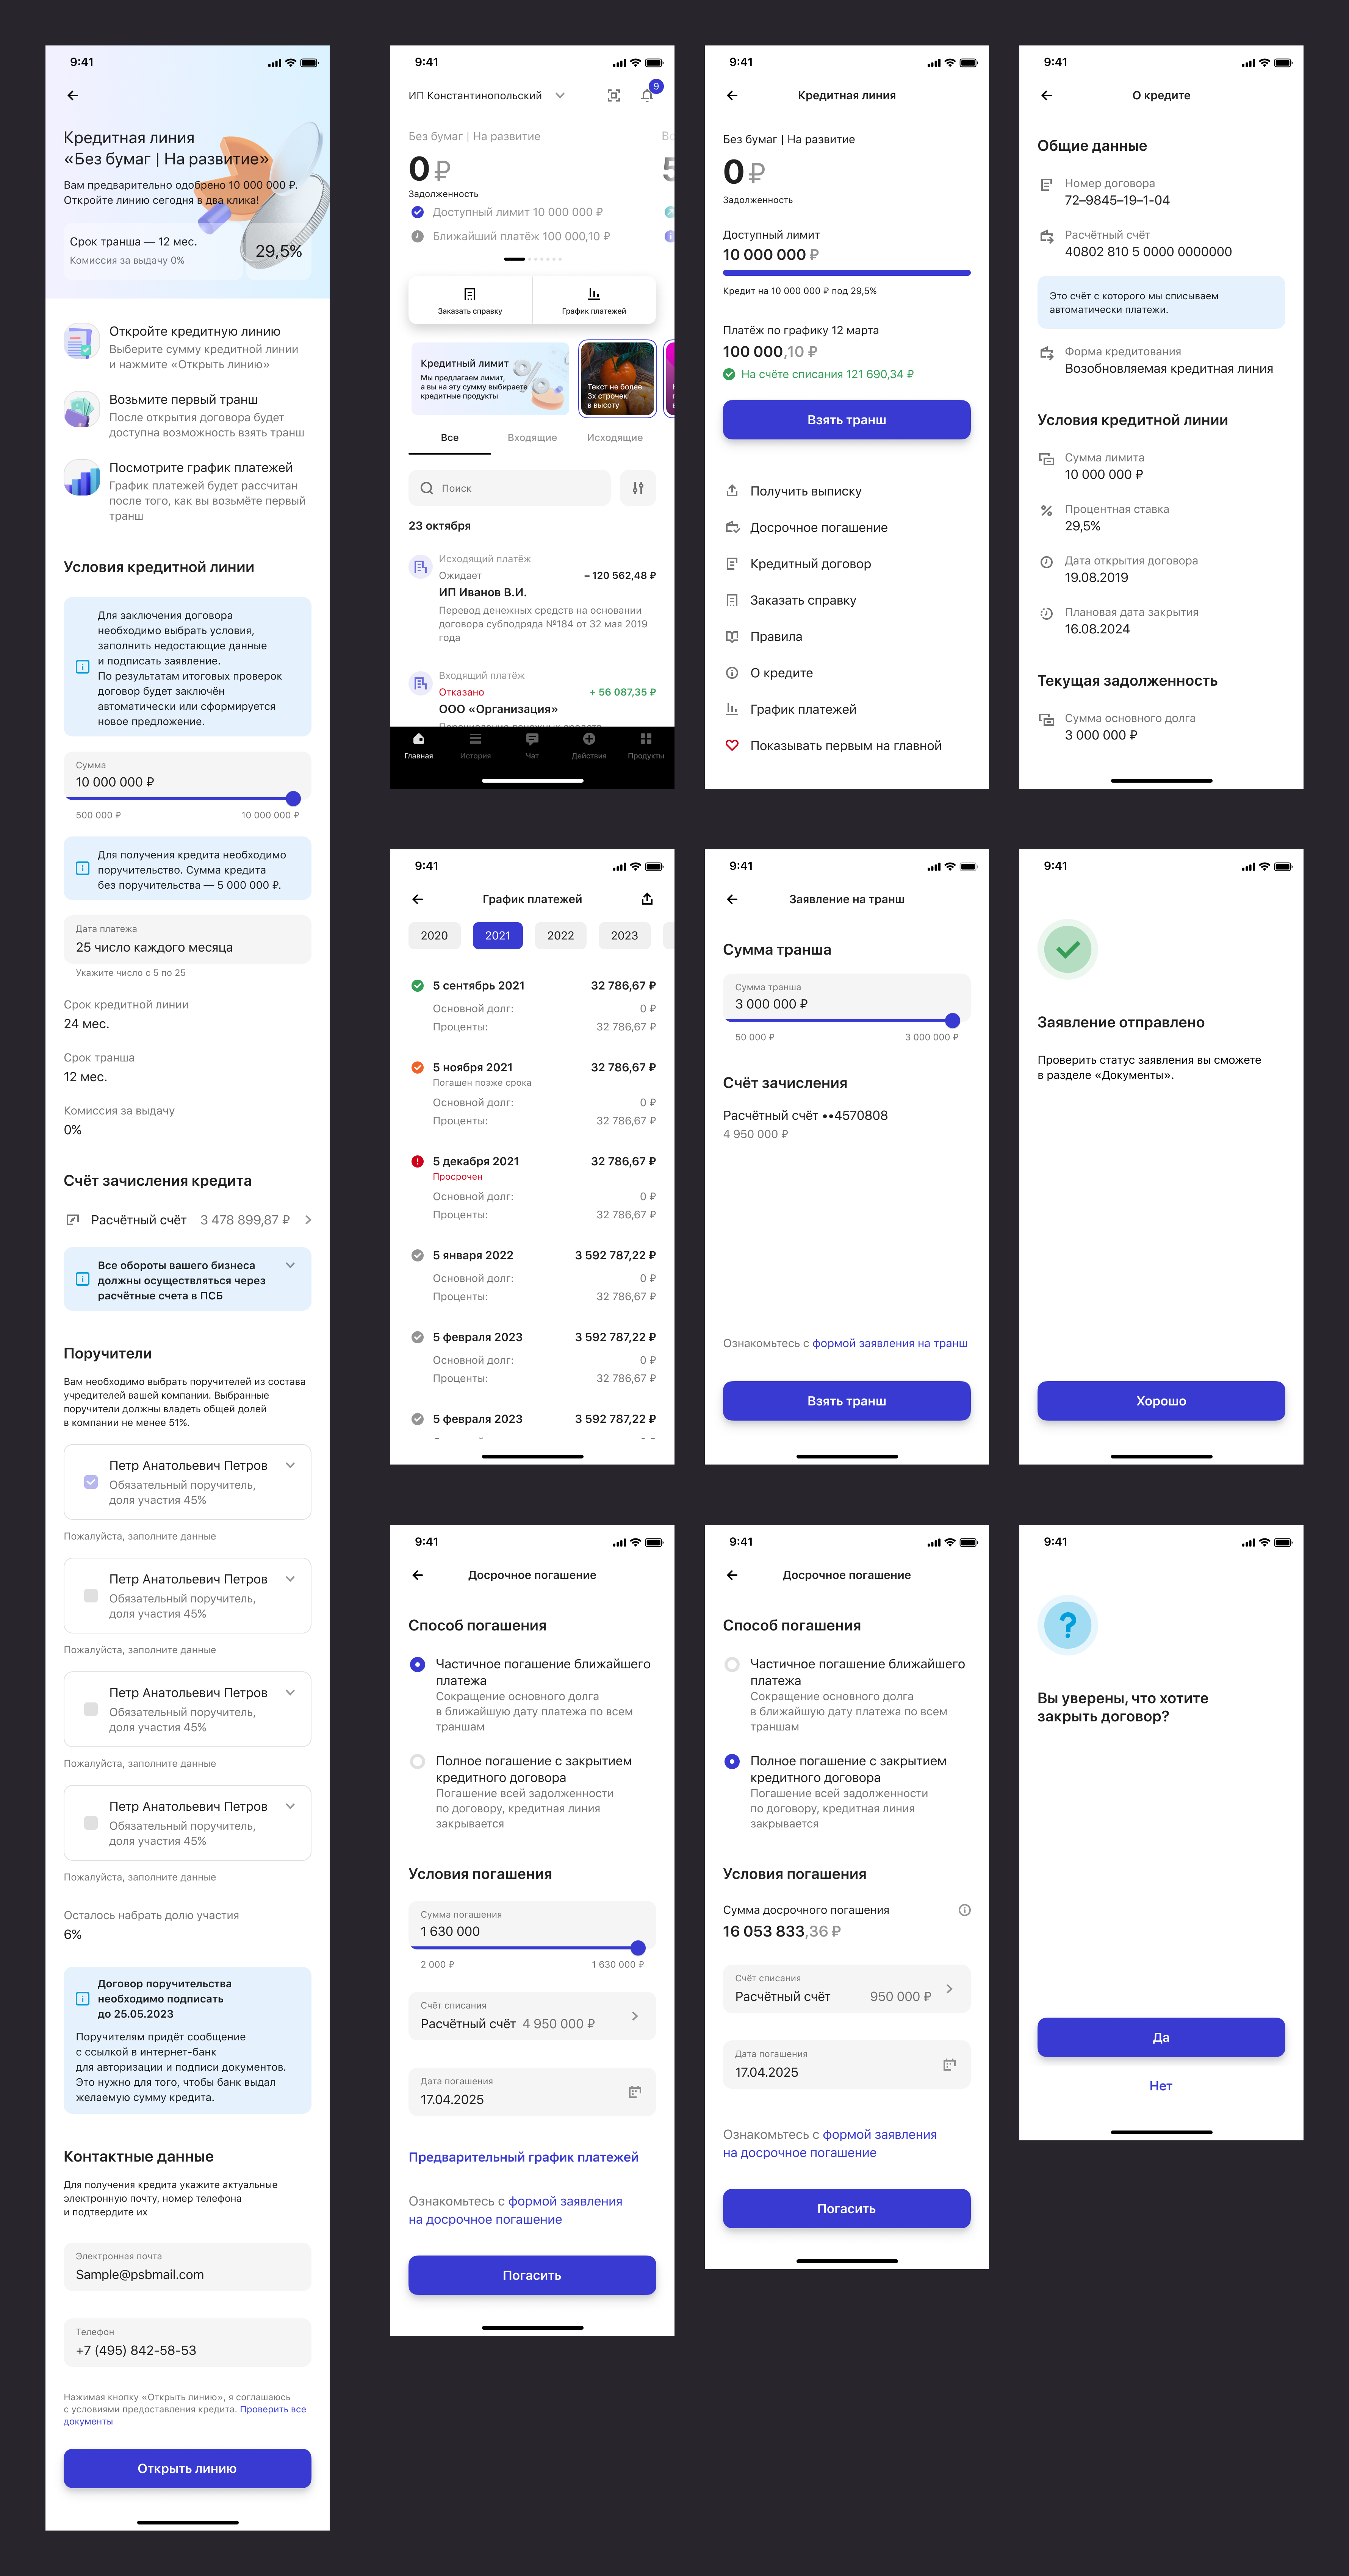 9:41
Кредитная линия
«Без бумаг | На развитие»
Вам предварительно одобрено 10 000 000 ₽.
Откройте линию сегодня в два клика!
Срок транша — 12 мес.
Комиссия за выдачу 0%
29,5%
Откройте кредитную линию
Выберите сумму кредитной линии
и нажмите «Открыть линию»
Возьмите первый транш
После открытия договора будет
доступна возможность взять транш
Посмотрите график платежей
График платежей будет рассчитан
после того, как вы возьмёте первый
транш
Условия кредитной линии
Для заключения договора
необходимо выбрать условия,
заполнить недостающие данные
и подписать заявление.
По результатам итоговых проверок
договор будет заключён
автоматически или сформируется
новое предложение.
Сумма
10 000 000 ₽
500 000 ₽ 10 000 000 ₽
Для получения кредита необходимо
поручительство. Сумма кредита
без поручительства — 5 000 000 ₽.
Дата платежа
25 число каждого месяца
Укажите число с 5 по 25
Срок кредитной линии
24 мес.
Срок транша
12 мес.
Комиссия за выдачу
0%
Счёт зачисления кредита
Расчётный счёт 3 478 899,87 ₽
Все обороты вашего бизнеса
должны осуществляться через
расчётные счета в ПСБ
Поручители
Вам необходимо выбрать поручителей из состава
учредителей вашей компании. Выбранные
поручители должны владеть общей долей
в компании не менее 51%.
Петр Анатольевич Петров
Обязательный поручитель,
доля участия 45%
Пожалуйста, заполните данные
Петр Анатольевич Петров
Обязательный поручитель,
доля участия 45%
Пожалуйста, заполните данные
Петр Анатольевич Петров
Обязательный поручитель,
доля участия 45%
Пожалуйста, заполните данные
Петр Анатольевич Петров
Обязательный поручитель,
доля участия 45%
Пожалуйста, заполните данные
Осталось набрать долю участия
6%
Договор поручительства
необходимо подписать
до 25.05.2023
Поручителям придёт сообщение
с ссылкой в интернет-банк
для авторизации и подписи документов.
Это нужно для того, чтобы банк выдал
желаемую сумму кредита.
Контактные данные
Для получения кредита укажите актуальные
электронную почту, номер телефона
и подтвердите их
Электронная почта
Sample@psbmail.com
Телефон
+7 (495) 842-58-53
Нажимая кнопку «Открыть линию», я соглашаюсь
с условиями предоставления кредита. Проверить все
документы
Открыть линию
9:41
ИП Константинопольский
9
Без бумаг | На развитие
0 ₽
Задолженность
Доступный лимит 10 000 000 ₽
Ближайший платёж 100 000,10 ₽
Заказать справку
График платежей
Кредитный лимит
Мы предлагаем лимит,
а вы на эту сумму выбираете
кредитные продукты
Текст не более
3х строчек
в высоту
Все Входящие Исходящие
Поиск
23 октября
Исходящий платёж
Ожидает – 120 562,48 ₽
ИП Иванов В.И.
Перевод денежных средств на основании
договора субподряда №184 от 32 мая 2019
года
Входящий платёж
Отказано + 56 087,35 ₽
ООО «Организация»
Главная История Чат Действия Продукты
9:41
Кредитная линия
Без бумаг | На развитие
0 ₽
Задолженность
Доступный лимит
10 000 000 ₽
Кредит на 10 000 000 ₽ под 29,5%
Платёж по графику 12 марта
100 000,10 ₽
На счёте списания 121 690,34 ₽
Взять транш
Получить выписку
Досрочное погашение
Кредитный договор
Заказать справку
Правила
О кредите
График платежей
Показывать первым на главной
9:41
О кредите
Общие данные
Номер договора
72–9845–19–1-04
Расчётный счёт
40802 810 5 0000 0000000
Это счёт с которого мы списываем
автоматически платежи.
Форма кредитования
Возобновляемая кредитная линия
Условия кредитной линии
Сумма лимита
10 000 000 ₽
Процентная ставка
29,5%
Дата открытия договора
19.08.2019
Плановая дата закрытия
16.08.2024
Текущая задолженность
Сумма основного долга
3 000 000 ₽
9:41
График платежей
2020 2021 2022 2023
5 сентябрь 2021 32 786,67 ₽
Основной долг: 0 ₽
Проценты: 32 786,67 ₽
5 ноября 2021 32 786,67 ₽
Погашен позже срока
Основной долг: 0 ₽
Проценты: 32 786,67 ₽
5 декабря 2021 32 786,67 ₽
Просрочен
Основной долг: 0 ₽
Проценты: 32 786,67 ₽
5 января 2022 3 592 787,22 ₽
Основной долг: 0 ₽
Проценты: 32 786,67 ₽
5 февраля 2023 3 592 787,22 ₽
Основной долг: 0 ₽
Проценты: 32 786,67 ₽
5 февраля 2023 3 592 787,22 ₽
9:41
Заявление на транш
Сумма транша
Сумма транша
3 000 000 ₽
50 000 ₽ 3 000 000 ₽
Счёт зачисления
Расчётный счёт ••4570808
4 950 000 ₽
Ознакомьтесь с формой заявления на транш
Взять транш
9:41
Заявление отправлено
Проверить статус заявления вы сможете
в разделе «Документы».
Хорошо
9:41
Досрочное погашение
Способ погашения
Частичное погашение ближайшего
платежа
Сокращение основного долга
в ближайшую дату платежа по всем
траншам
Полное погашение с закрытием
кредитного договора
Погашение всей задолженности
по договору, кредитная линия
закрывается
Условия погашения
Сумма погашения
1 630 000
2 000 ₽ 1 630 000 ₽
Счёт списания
Расчётный счёт 4 950 000 ₽
Дата погашения
17.04.2025
Предварительный график платежей
Ознакомьтесь с формой заявления
на досрочное погашение
Погасить
9:41
Досрочное погашение
Способ погашения
Частичное погашение ближайшего
платежа
Сокращение основного долга
в ближайшую дату платежа по всем
траншам
Полное погашение с закрытием
кредитного договора
Погашение всей задолженности
по договору, кредитная линия
закрывается
Условия погашения
Сумма досрочного погашения
16 053 833,36 ₽
Счёт списания
Расчётный счёт 950 000 ₽
Дата погашения
17.04.2025
Ознакомьтесь с формой заявления
на досрочное погашение
Погасить
9:41
Вы уверены, что хотите
закрыть договор?
Да
Нет